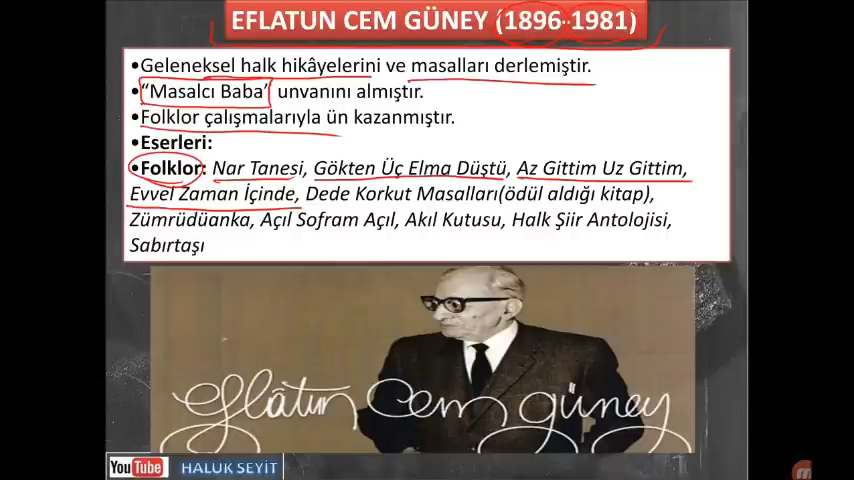 EFLATUN CEM GÜNEY (1896-1981)
•Geleneksel halk hikâyelerini ve masalları derlemiştir.
•“Masalcı Baba” unvanını almıştır.
•Folklor çalışmalarıyla ün kazanmıştır.
•Eserleri:
•Folklor: Nar Tanesi, Gökten Üç Elma Düştü, Az Gittim Uz Gittim,
Evvel Zaman İçinde, Dede Korkut Masalları(ödül aldığı kitap),
Zümrüdüanka, Açıl Sofram Açıl, Akıl Kutusu, Halk Şiir Antolojisi,
Sabırtaşı
eflâtun cem güney
YouTube HALUK SEYİT